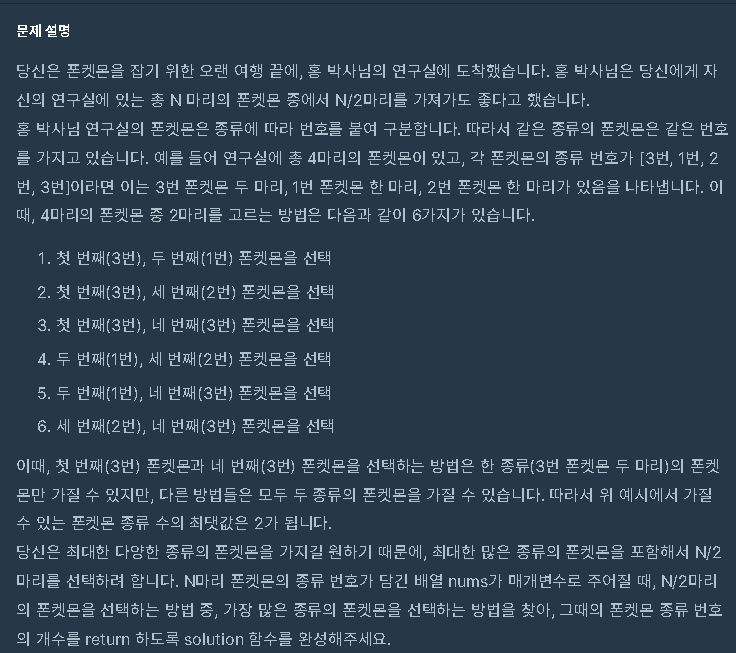 문제 설명
당신은 폰켓몬을 잡기 위한 오랜 여행 끝에, 홍 박사님의 연구실에 도착했습니다. 홍 박사님은 당신에게 자
신의 연구실에 있는 총 N 마리의 폰켓몬 중에서 N/2마리를 가져가도 좋다고 했습니다.
홍 박사님 연구실의 폰켓몬은 종류에 따라 번호를 붙여 구분합니다. 따라서 같은 종류의 폰켓몬은 같은 번호
를 가지고 있습니다. 예를 들어 연구실에 총 4마리의 폰켓몬이 있고, 각 폰켓몬의 종류 번호가 [3번, 1번, 2
번, 3번]이라면 이는 3번 폰켓몬 두 마리, 1번 폰켓몬 한 마리, 2번 폰켓몬 한 마리가 있음을 나타냅니다. 이
때, 4마리의 폰켓몬 중 2마리를 고르는 방법은 다음과 같이 6가지가 있습니다.
1. 첫 번째(3번), 두 번째(1번) 폰켓몬을 선택
2. 첫 번째(3번), 세 번째(2번) 폰켓몬을 선택
3. 첫 번째(3번), 네 번째(3번) 폰켓몬을 선택
4. 두 번째(1번), 세 번째(2번) 폰켓몬을 선택
5. 두 번째(1번), 네 번째(3번) 폰켓몬을 선택
6. 세 번째(2번), 네 번째(3번) 폰켓몬을 선택
이때, 첫 번째(3번) 폰켓몬과 네 번째(3번) 폰켓몬을 선택하는 방법은 한 종류(3번 폰켓몬 두 마리)의 폰켓
몬만 가질 수 있지만, 다른 방법들은 모두 두 종류의 폰켓몬을 가질 수 있습니다. 따라서 위 예시에서 가질
수 있는 폰켓몬 종류 수의 최댓값은 2가 됩니다.
당신은 최대한 다양한 종류의 폰켓몬을 가지길 원하기 때문에, 최대한 많은 종류의 폰켓몬을 포함해서 N/2
마리를 선택하려 합니다. N마리 폰켓몬의 종류 번호가 담긴 배열 nums가 매개변수로 주어질 때, N/2마리
의 폰켓몬을 선택하는 방법 중, 가장 많은 종류의 폰켓몬을 선택하는 방법을 찾아, 그때의 폰켓몬 종류 번호
의 개수를 return 하도록 solution 함수를 완성해주세요.